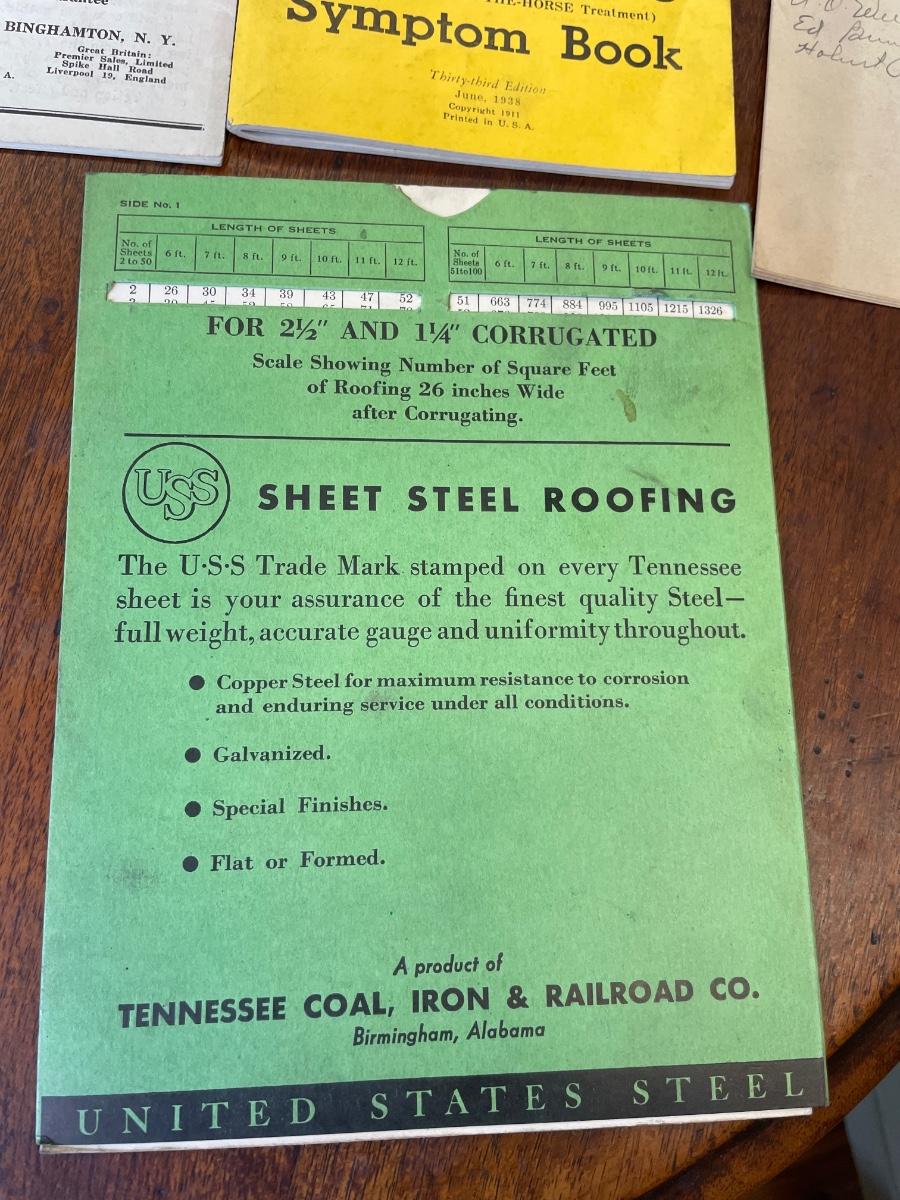 BINGHAMTON, N. Y.
Great Britain:
Premier Sales, Limited
Spike Hall Road
Liverpool 19, England
A.
THE-HORSE Treatment)
Symptom Book
Thirty-third Edition
June, 1938
Copyright 1911
Printed in U. S. A.
Ed
SIDE No. 1
LENGTH OF SHEETS
No. of Sheets 2 to 50 6 ft. 7 ft. 8 ft. 9 ft. 10 ft. 11 ft. 12 ft.
2 26 30 34 39 43 47 52
LENGTH OF SHEETS
No. of Sheets 51to100 6 ft. 7 ft. 8 ft. 9 ft. 10 ft. 11 ft. 12 ft.
51 663 774 884 995 1105 1215 1326
FOR 2½" AND 1¼" CORRUGATED
Scale Showing Number of Square Feet
of Roofing 26 inches Wide
after Corrugating.
USS
SHEET STEEL ROOFING
The U·S·S Trade Mark stamped on every Tennessee
sheet is your assurance of the finest quality Steel—
full weight, accurate gauge and uniformity throughout.
● Copper Steel for maximum resistance to corrosion
and enduring service under all conditions.
● Galvanized.
● Special Finishes.
● Flat or Formed.
A product of
TENNESSEE COAL, IRON & RAILROAD CO.
Birmingham, Alabama
UNITED STATES STEEL